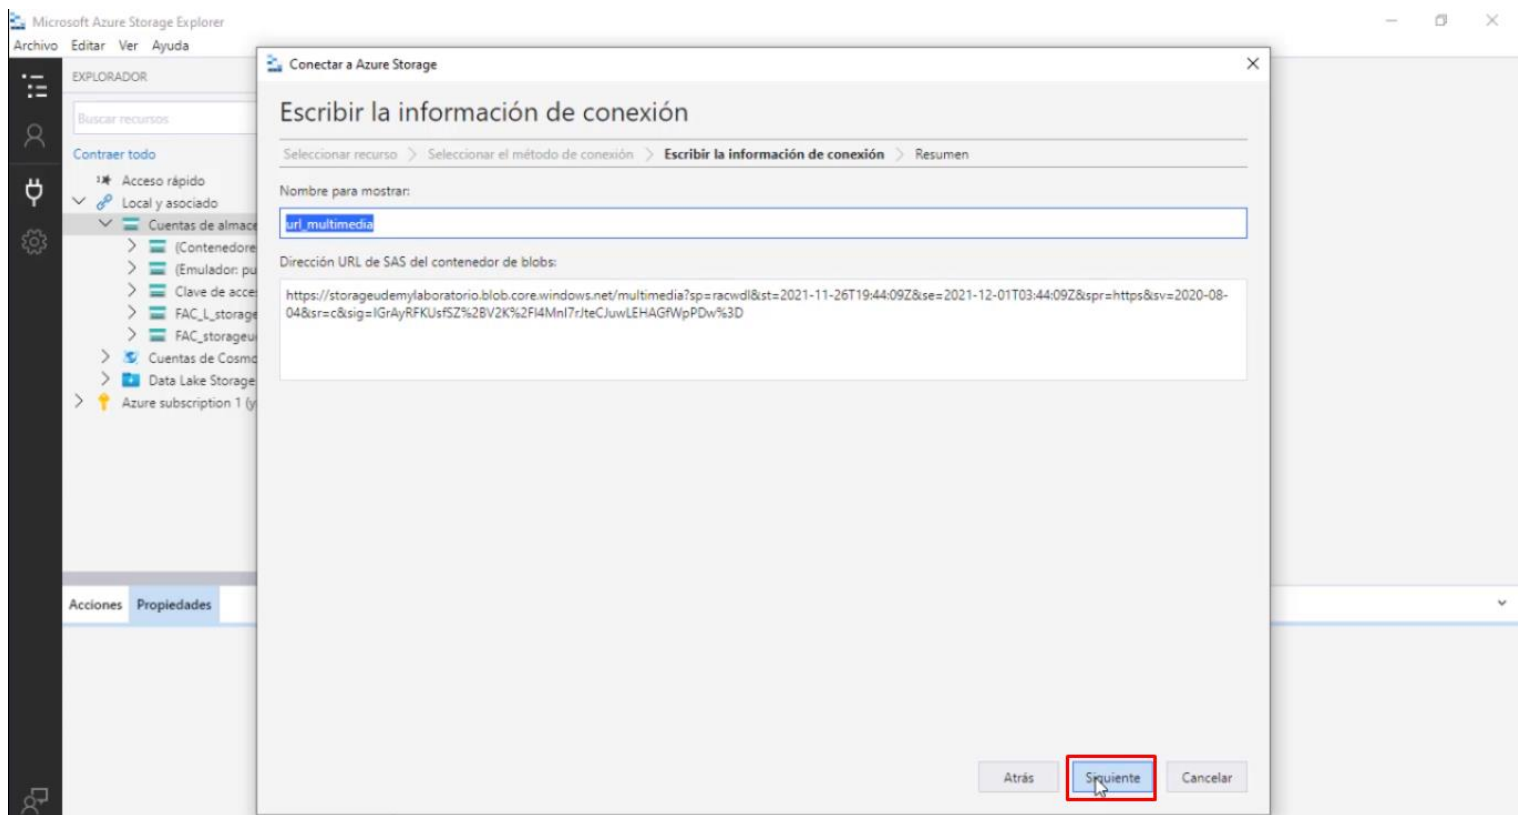 Microsoft Azure Storage Explorer
Archivo Editar Ver Ayuda
EXPLORADOR
Buscar recursos
Contraer todo
Acceso rápido
Local y asociado
Cuentas de almace
(Contenedore
(Emulador: pu
Clave de acce
FAC_L_storage
FAC_storageu
Cuentas de Cosmo
Data Lake Storage
Azure subscription 1 (y
Acciones Propiedades
Conectar a Azure Storage
Escribir la información de conexión
Seleccionar recurso > Seleccionar el método de conexión > Escribir la información de conexión > Resumen
Nombre para mostrar:
url_multimedia
Dirección URL de SAS del contenedor de blobs:
https://storageudemylaboratorio.blob.core.windows.net/multimedia?sp=racwdl&st=2021-11-26T19:44:09Z&se=2021-12-01T03:44:09Z&spr=https&sv=2020-08-
04&sr=c&sig=IGrAyRFKUsfSZ%2BV2K%2Fl4MnI7rJteCJuwLEHAGfWpPDw%3D
Atrás Siguiente Cancelar